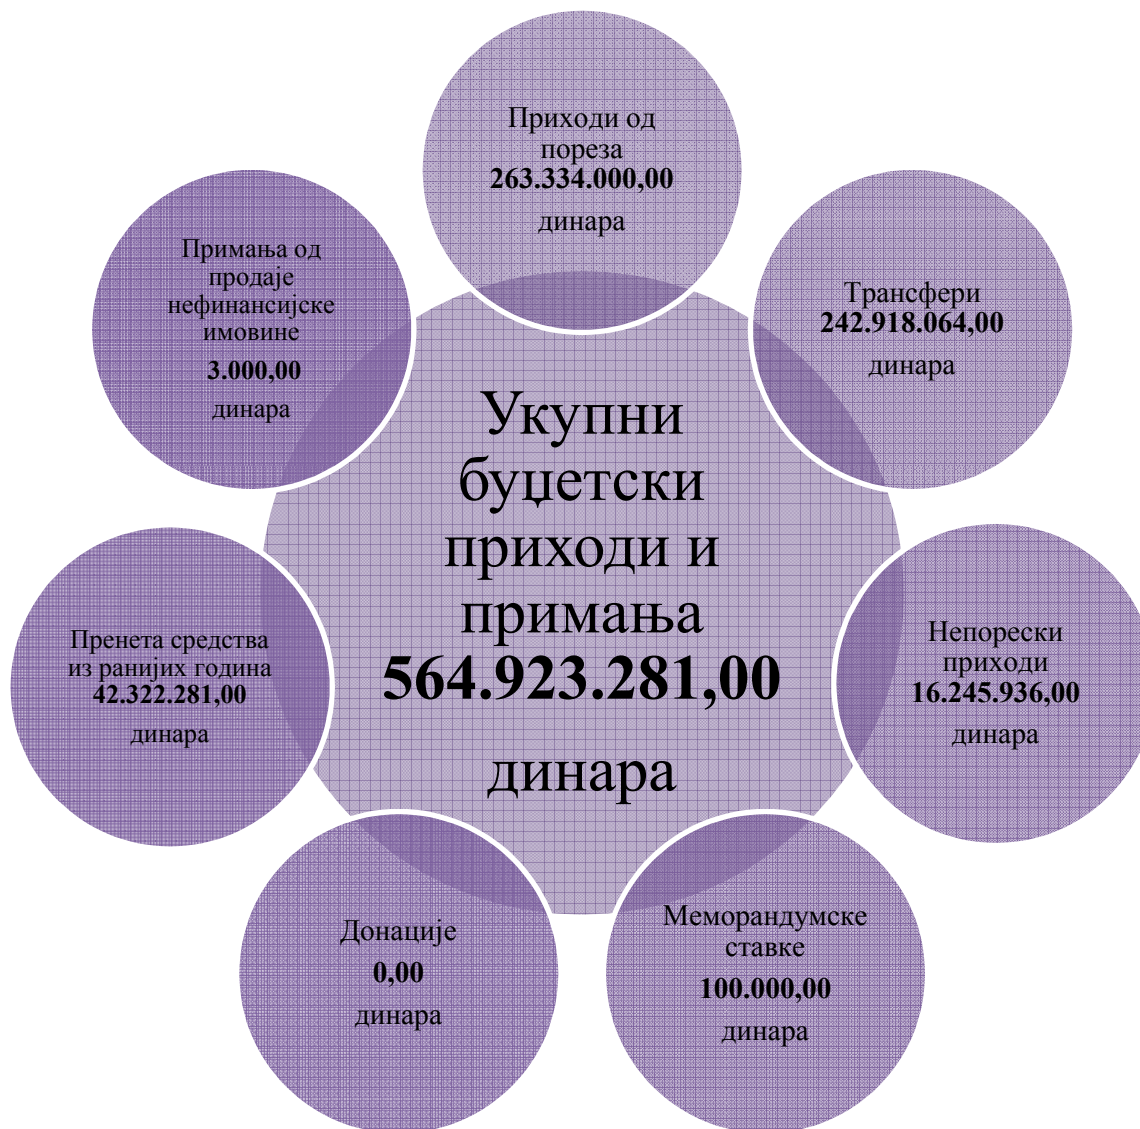 Приходи од
пореза
263.334.000,00
динара
Трансфери
242.918.064,00
динара
Непорески
приходи
16.245.936,00
динара
Меморандумске
ставке
100.000,00
динара
Донације
0,00
динара
Пренета средства
из ранијих година
42.322.281,00
динара
Примања од
продаје
нефинансијске
имовине
3.000,00
динара
Укупни
буџетски
приходи и
примања
564.923.281,00
динара